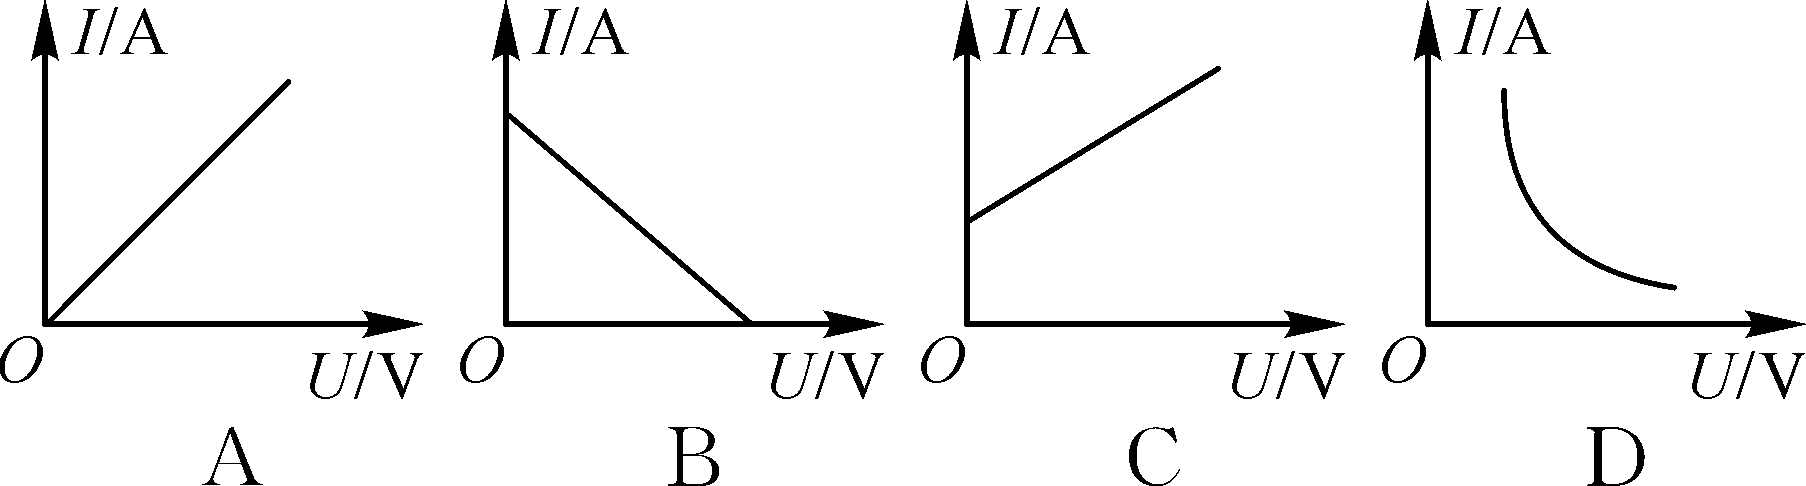 I/A I/A I/A I/A
O U/V O U/V O U/V O U/V
A B C D